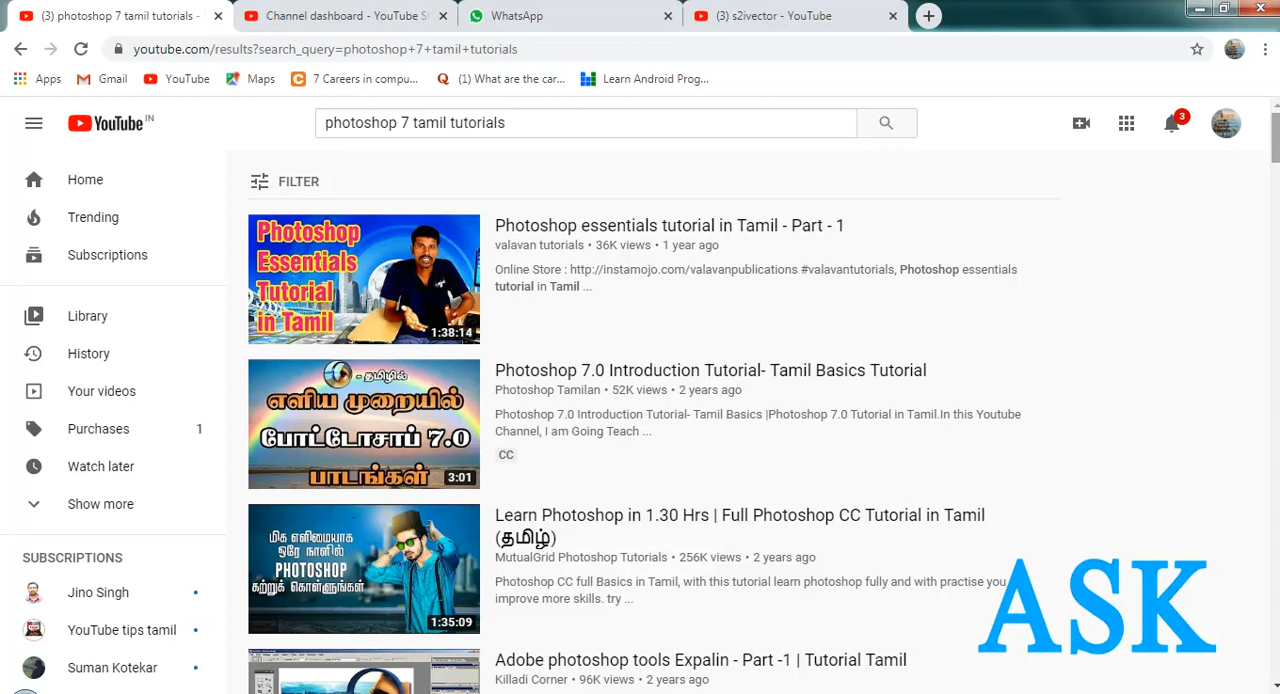 (3) photoshop 7 tamil tutorials -
Channel dashboard - YouTube S
WhatsApp
(3) s2ivector - YouTube
youtube.com/results?search_query=photoshop+7+tamil+tutorials
Apps
Gmail
YouTube
Maps
7 Careers in compu...
(1) What are the car...
Learn Android Prog...
YouTube IN
photoshop 7 tamil tutorials
3
Home
Trending
Subscriptions
Library
History
Your videos
Purchases 1
Watch later
Show more
SUBSCRIPTIONS
Jino Singh
YouTube tips tamil
Suman Kotekar
FILTER
Photoshop
Essentials
Tutorial
in Tamil
1:38:14
Photoshop essentials tutorial in Tamil - Part - 1
valavan tutorials • 36K views • 1 year ago
Online Store : http://instamojo.com/valavanpublications #valavantutorials, Photoshop essentials
tutorial in Tamil ...
- தமிழில்
எளிய முறையில்
போட்டோசாப் 7.0
பாடங்கள்
3:01
Photoshop 7.0 Introduction Tutorial- Tamil Basics Tutorial
Photoshop Tamilan • 52K views • 2 years ago
Photoshop 7.0 Introduction Tutorial- Tamil Basics |Photoshop 7.0 Tutorial in Tamil.In this Youtube
Channel, I am Going Teach ...
CC
மிக எளிமையாக
ஒரே நாளில்
PHOTOSHOP
கற்றுக் கொள்ளுங்கள்
1:35:09
Learn Photoshop in 1.30 Hrs | Full Photoshop CC Tutorial in Tamil
(தமிழ்)
MutualGrid Photoshop Tutorials • 256K views • 2 years ago
Photoshop CC full Basics in Tamil, with this tutorial learn photoshop fully and with practise you
improve more skills. try ...
Adobe photoshop tools Expalin - Part -1 | Tutorial Tamil
Killadi Corner • 96K views • 2 years ago
ASK